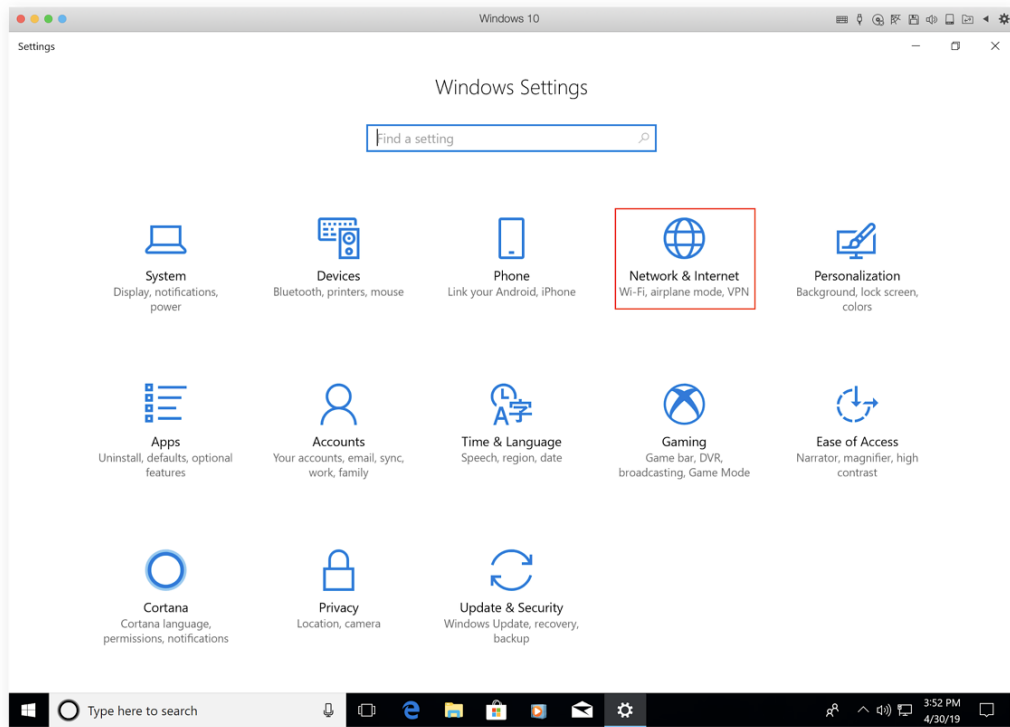 Windows 10
Settings
Windows Settings
Find a setting
System
Display, notifications,
power
Devices
Bluetooth, printers, mouse
Phone
Link your Android, iPhone
Network & Internet
Wi-Fi, airplane mode, VPN
Personalization
Background, lock screen,
colors
Apps
Uninstall, defaults, optional
features
Accounts
Your accounts, email, sync,
work, family
Time & Language
Speech, region, date
Gaming
Game bar, DVR,
broadcasting, Game Mode
Ease of Access
Narrator, magnifier, high
contrast
Cortana
Cortana language,
permissions, notifications
Privacy
Location, camera
Update & Security
Windows Update, recovery,
backup
Type here to search
3:52 PM
4/30/19